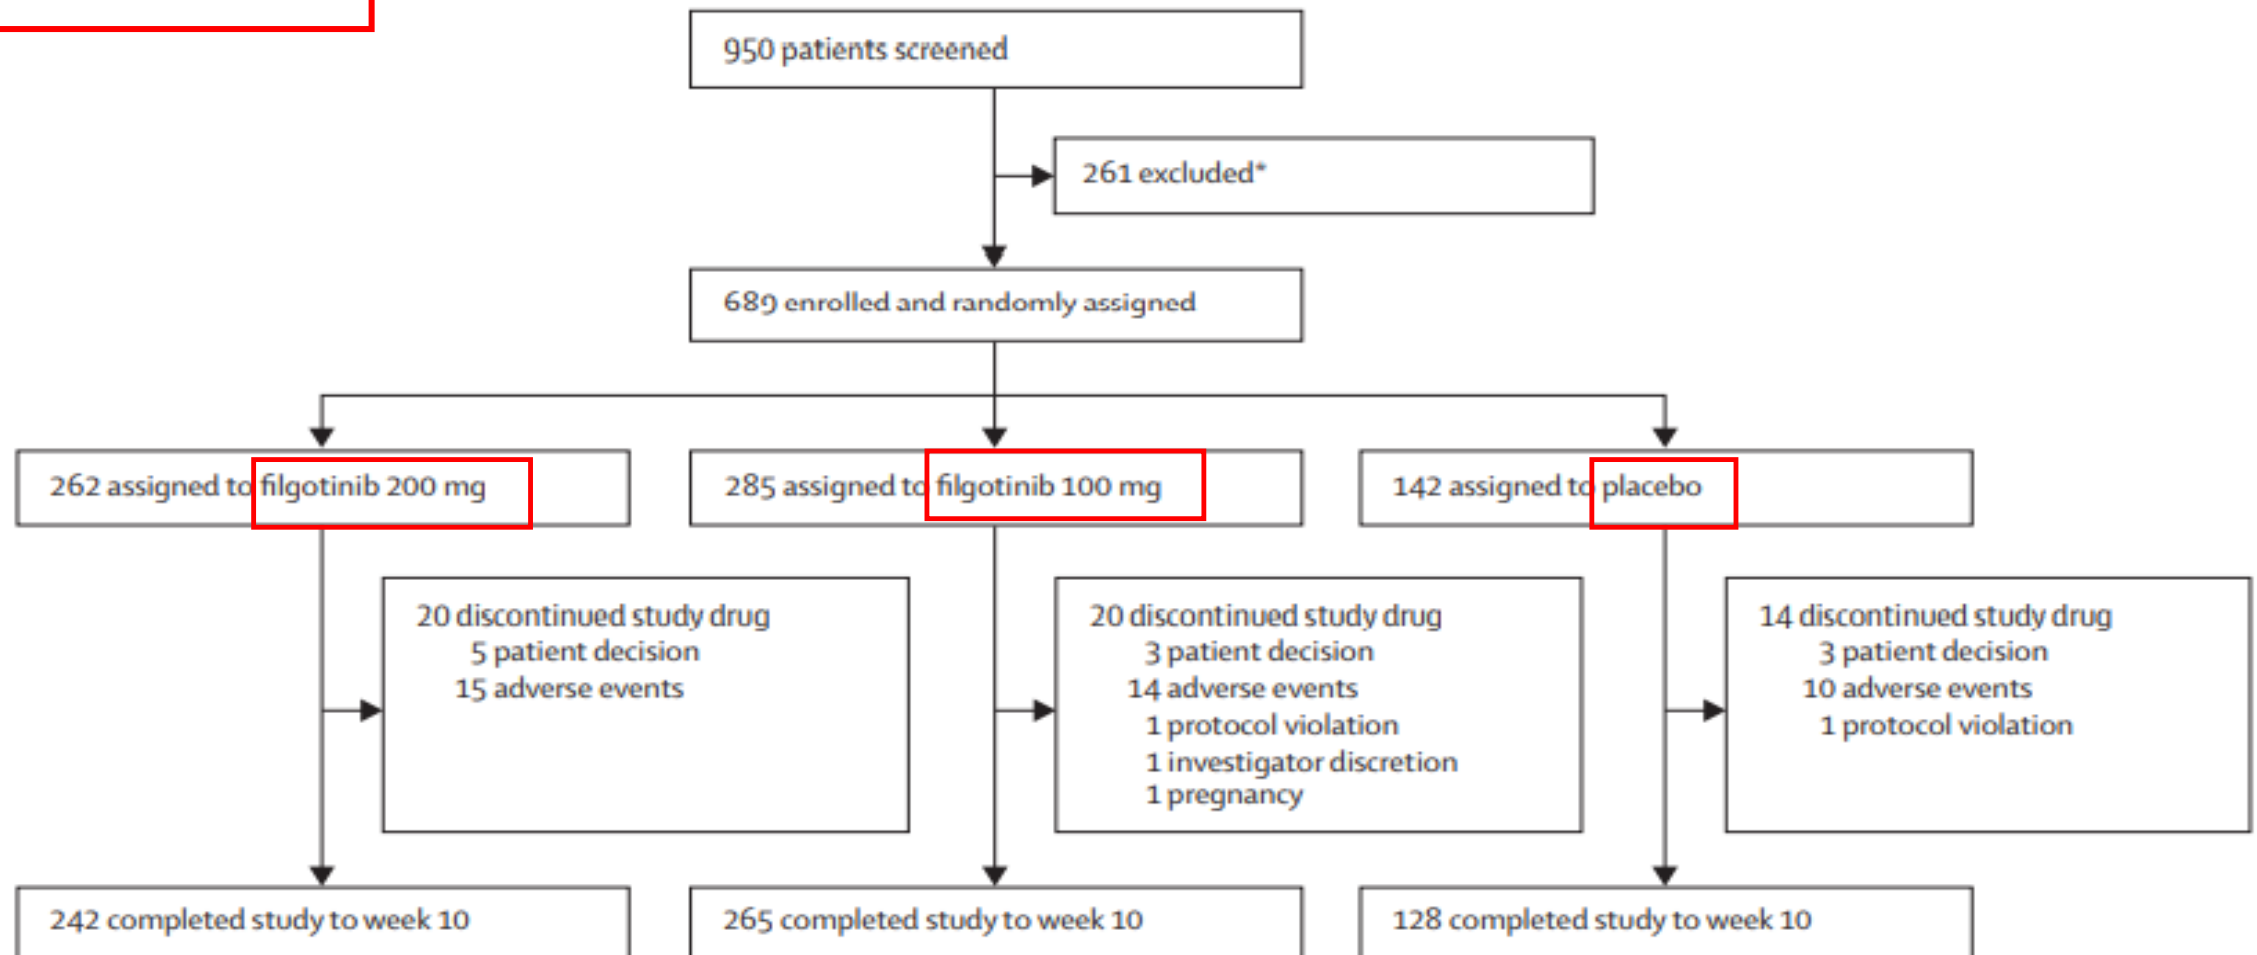 950 patients screened
261 excluded*
689 enrolled and randomly assigned
262 assigned to filgotinib 200 mg
285 assigned to filgotinib 100 mg
142 assigned to placebo
20 discontinued study drug
5 patient decision
15 adverse events
20 discontinued study drug
3 patient decision
14 adverse events
1 protocol violation
1 investigator discretion
1 pregnancy
14 discontinued study drug
3 patient decision
10 adverse events
1 protocol violation
242 completed study to week 10
265 completed study to week 10
128 completed study to week 10